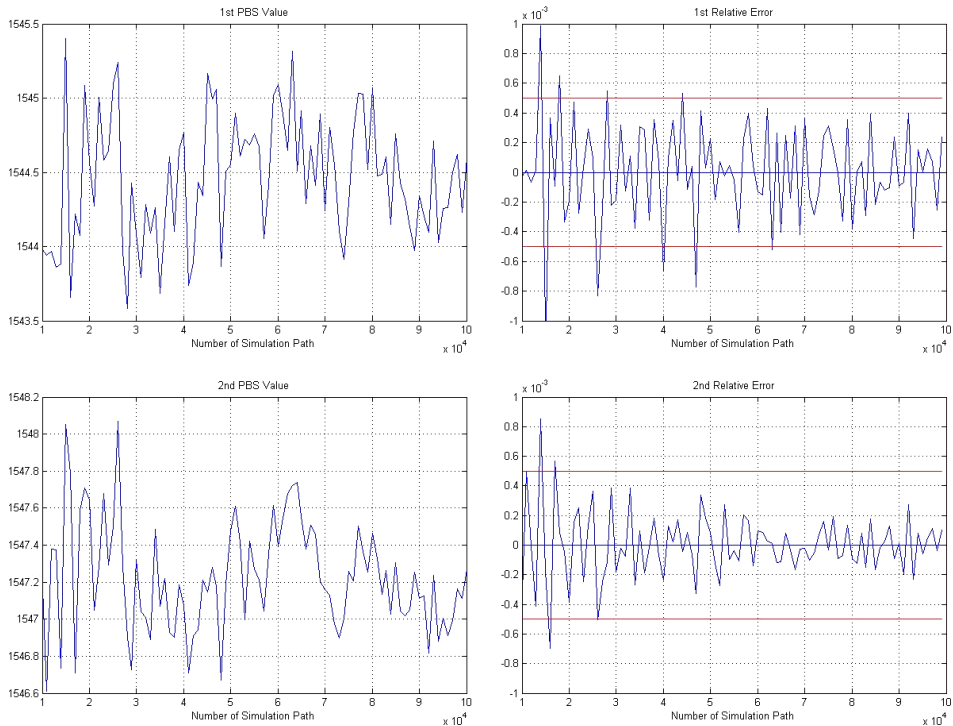 1st PBS Value
1545.5
1545
1544.5
1544
1543.5
1 2 3 4 5 6 7 8 9 10
Number of Simulation Path
x 10^4
1st Relative Error
x 10^-3
1
0.8
0.6
0.4
0.2
0
-0.2
-0.4
-0.6
-0.8
-1
1 2 3 4 5 6 7 8 9 10
Number of Simulation Path
x 10^4
2nd PBS Value
1548.2
1548
1547.8
1547.6
1547.4
1547.2
1547
1546.8
1546.6
1 2 3 4 5 6 7 8 9 10
Number of Simulation Path
x 10^4
2nd Relative Error
x 10^-3
1
0.8
0.6
0.4
0.2
0
-0.2
-0.4
-0.6
-0.8
-1
1 2 3 4 5 6 7 8 9 10
Number of Simulation Path
x 10^4